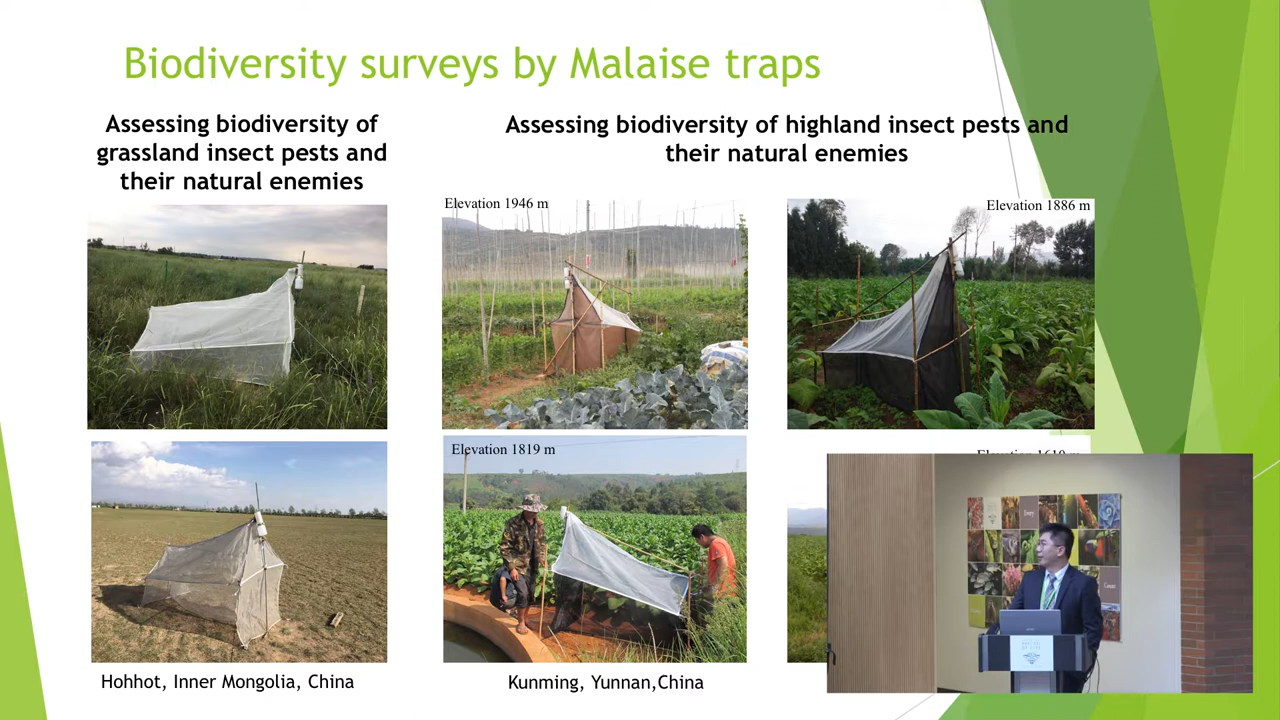 Biodiversity surveys by Malaise traps
Assessing biodiversity of
grassland insect pests and
their natural enemies
Assessing biodiversity of highland insect pests and
their natural enemies
Elevation 1946 m
Elevation 1886 m
Elevation 1819 m
Hohhot, Inner Mongolia, China
Kunming, Yunnan,China